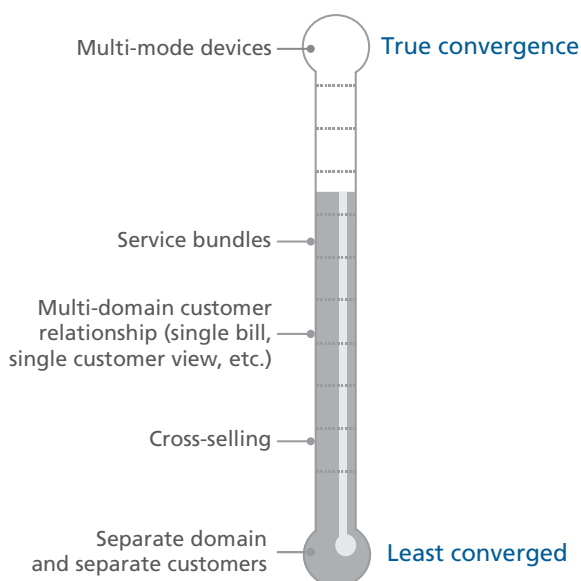 Multi-mode devices
True convergence
Service bundles
Multi-domain customer
relationship (single bill,
single customer view, etc.)
Cross-selling
Separate domain
and separate customers
Least converged